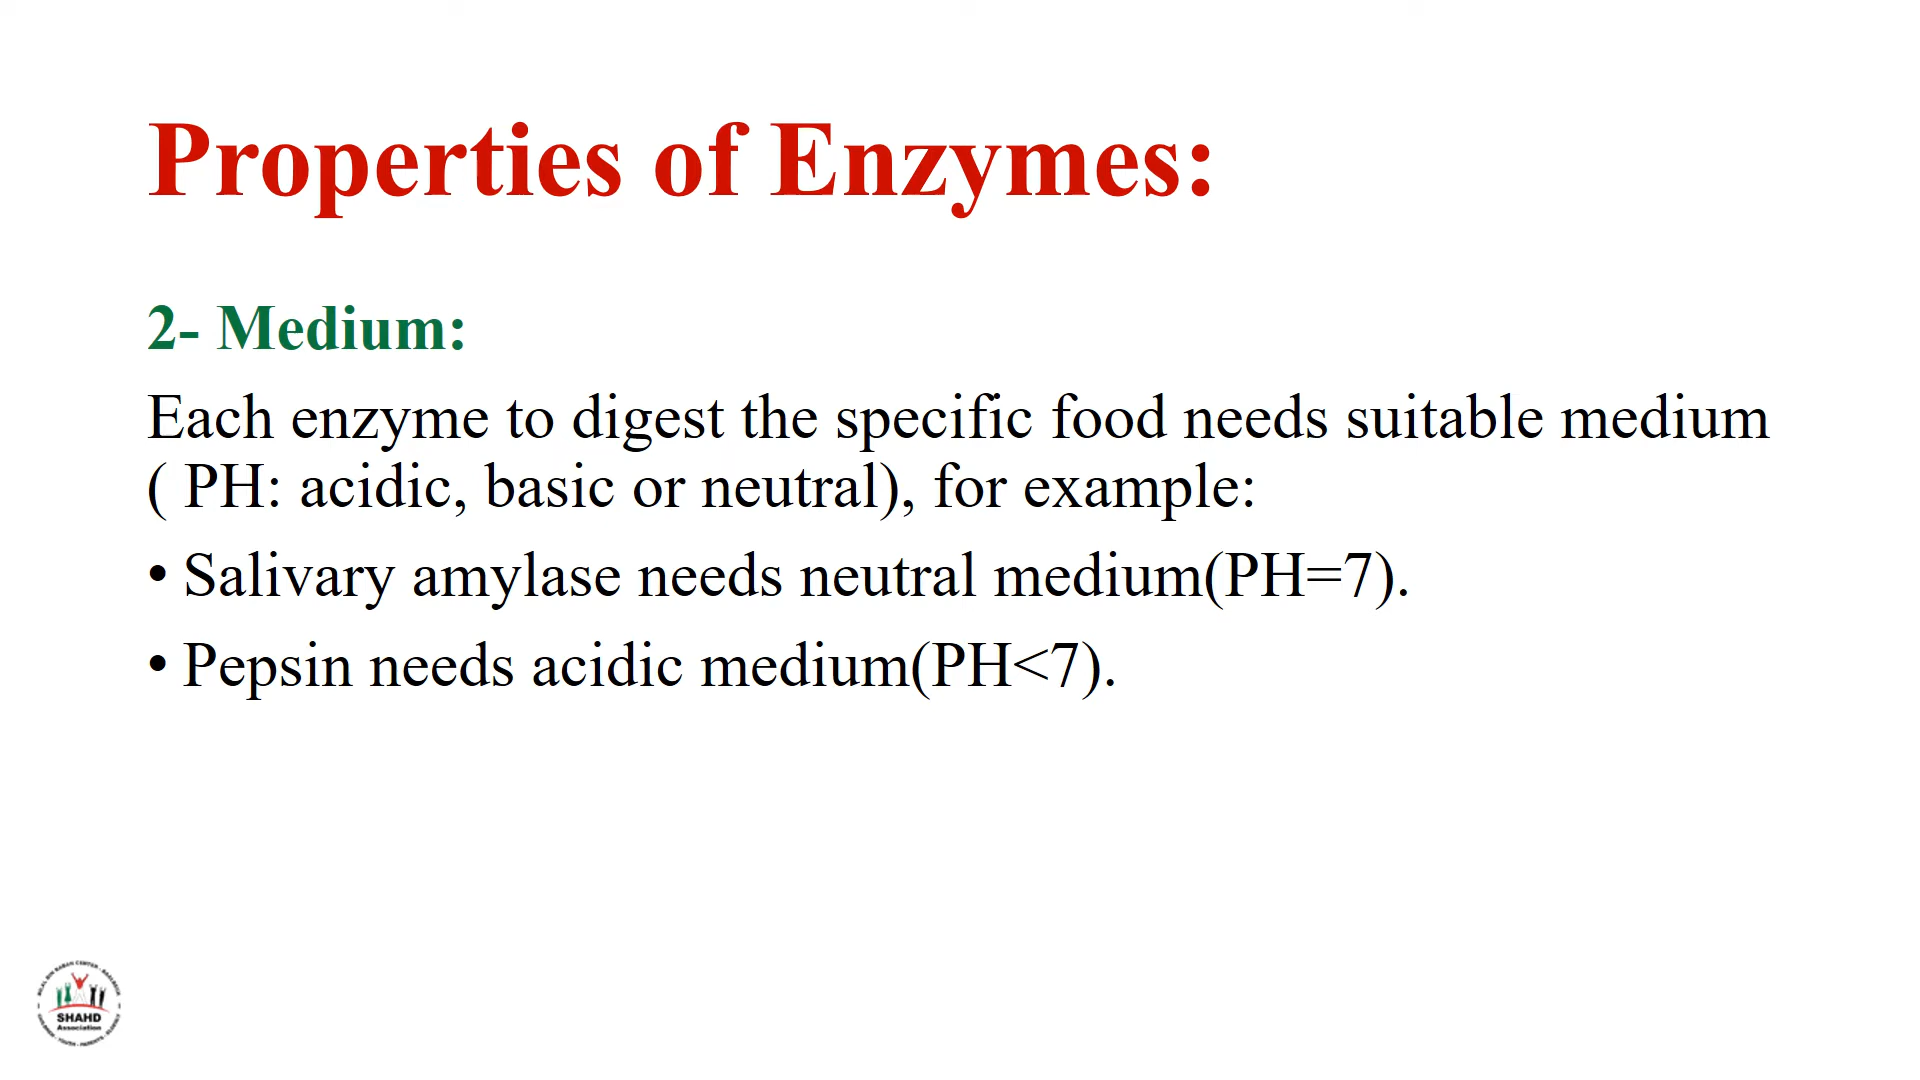 Properties of Enzymes:
2- Medium:
Each enzyme to digest the specific food needs suitable medium
( PH: acidic, basic or neutral), for example:
• Salivary amylase needs neutral medium(PH=7).
• Pepsin needs acidic medium(PH<7).
SHAHD
Association